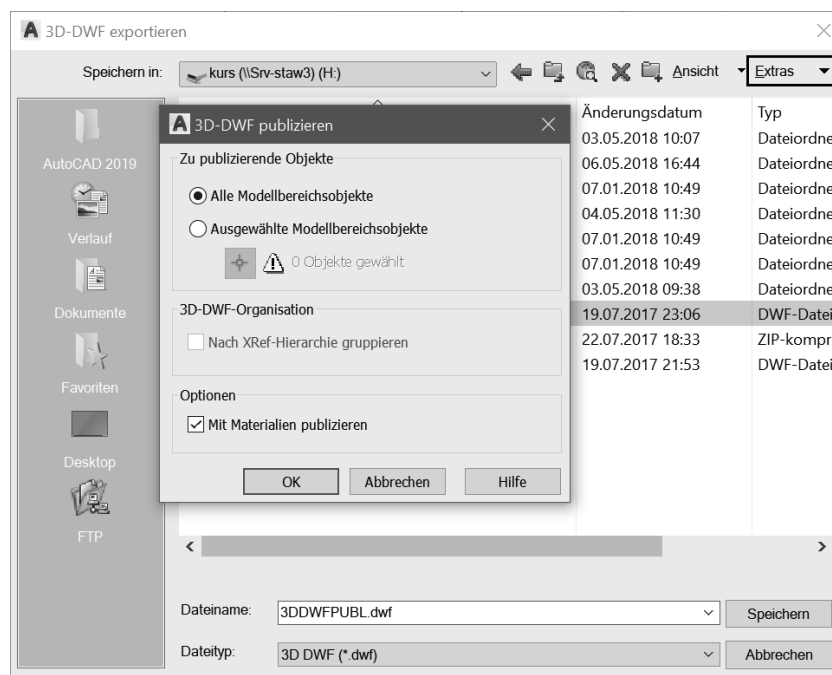 3D-DWF exportieren
Speichern in:
kurs (\\Srv-staw3) (H:)
Ansicht
Extras
AutoCAD 2019
Verlauf
Dokumente
Favoriten
Desktop
FTP
3D-DWF publizieren
Zu publizierende Objekte
Alle Modellbereichsobjekte
Ausgewählte Modellbereichsobjekte
0 Objekte gewählt
3D-DWF-Organisation
Nach XRef-Hierarchie gruppieren
Optionen
Mit Materialien publizieren
OK Abbrechen Hilfe
Änderungsdatum Typ
03.05.2018 10:07 Dateiordne
06.05.2018 16:44 Dateiordne
07.01.2018 10:49 Dateiordne
04.05.2018 11:30 Dateiordne
07.01.2018 10:49 Dateiordne
07.01.2018 10:49 Dateiordne
03.05.2018 09:38 Dateiordne
19.07.2017 23:06 DWF-Datei
22.07.2017 18:33 ZIP-kompr
19.07.2017 21:53 DWF-Datei
Dateiname: 3DDWFPUBL.dwf Speichern
Dateityp: 3D DWF (*.dwf) Abbrechen